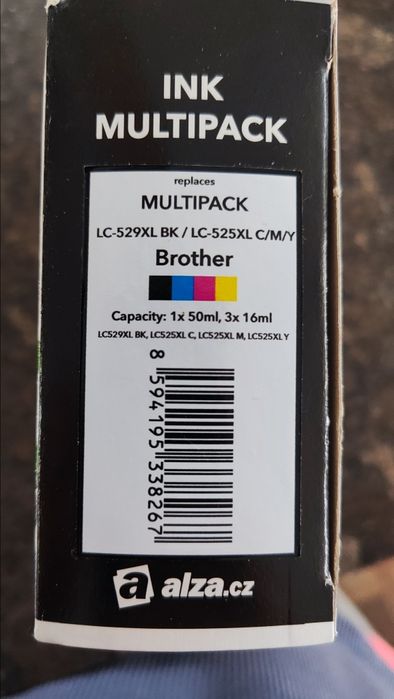 INK
MULTIPACK
replaces
MULTIPACK
LC-529XL BK / LC-525XL C/M/Y
Brother
Capacity: 1x 50ml, 3x 16ml
LC529XL BK, LC525XL C, LC525XL M, LC525XL Y
8 594195 338267
a alza.cz